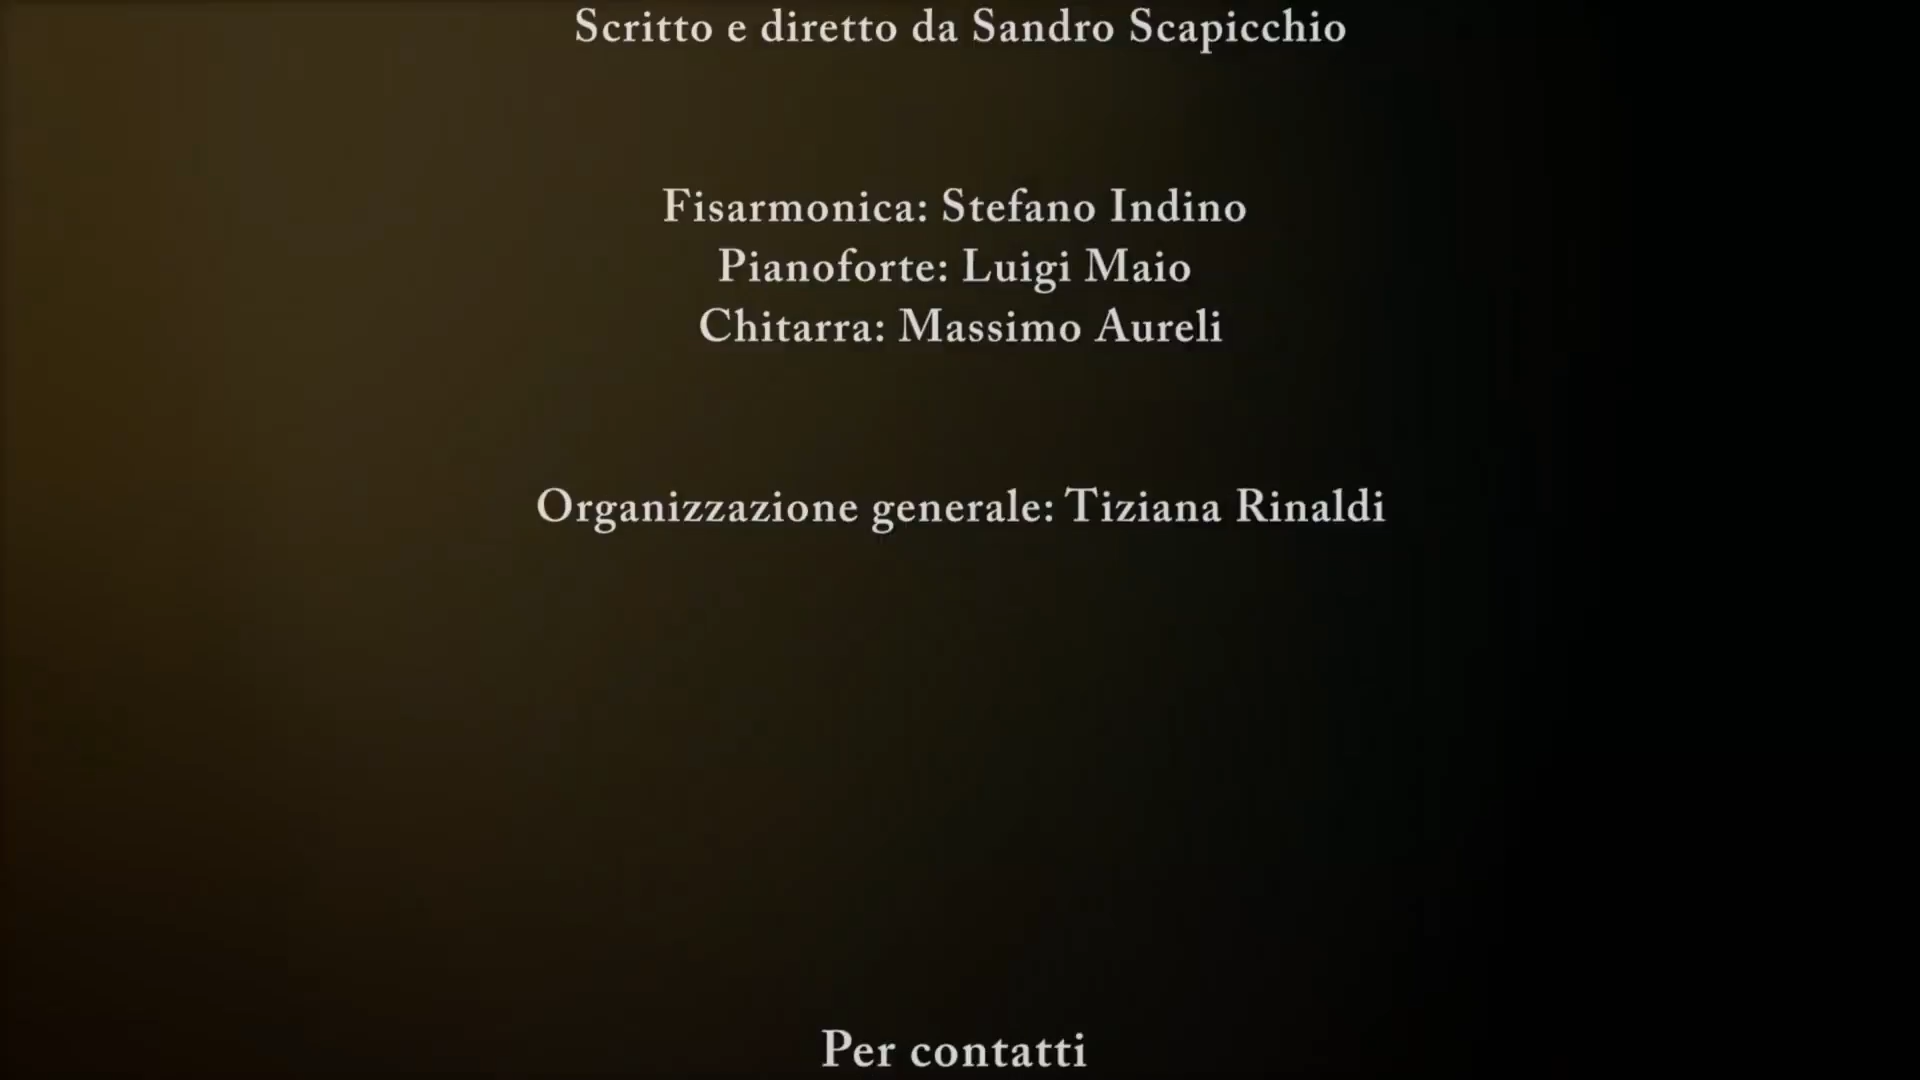 Scritto e diretto da Sandro Scapicchio
Fisarmonica: Stefano Indino
Pianoforte: Luigi Maio
Chitarra: Massimo Aureli
Organizzazione generale: Tiziana Rinaldi
Per contatti